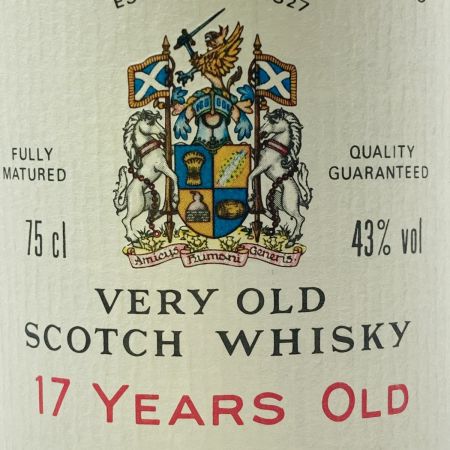 FULLY
MATURED
QUALITY
GUARANTEED
75 cl
43% vol
Amicus Humani Generis.
VERY OLD
SCOTCH WHISKY
17 YEARS OLD